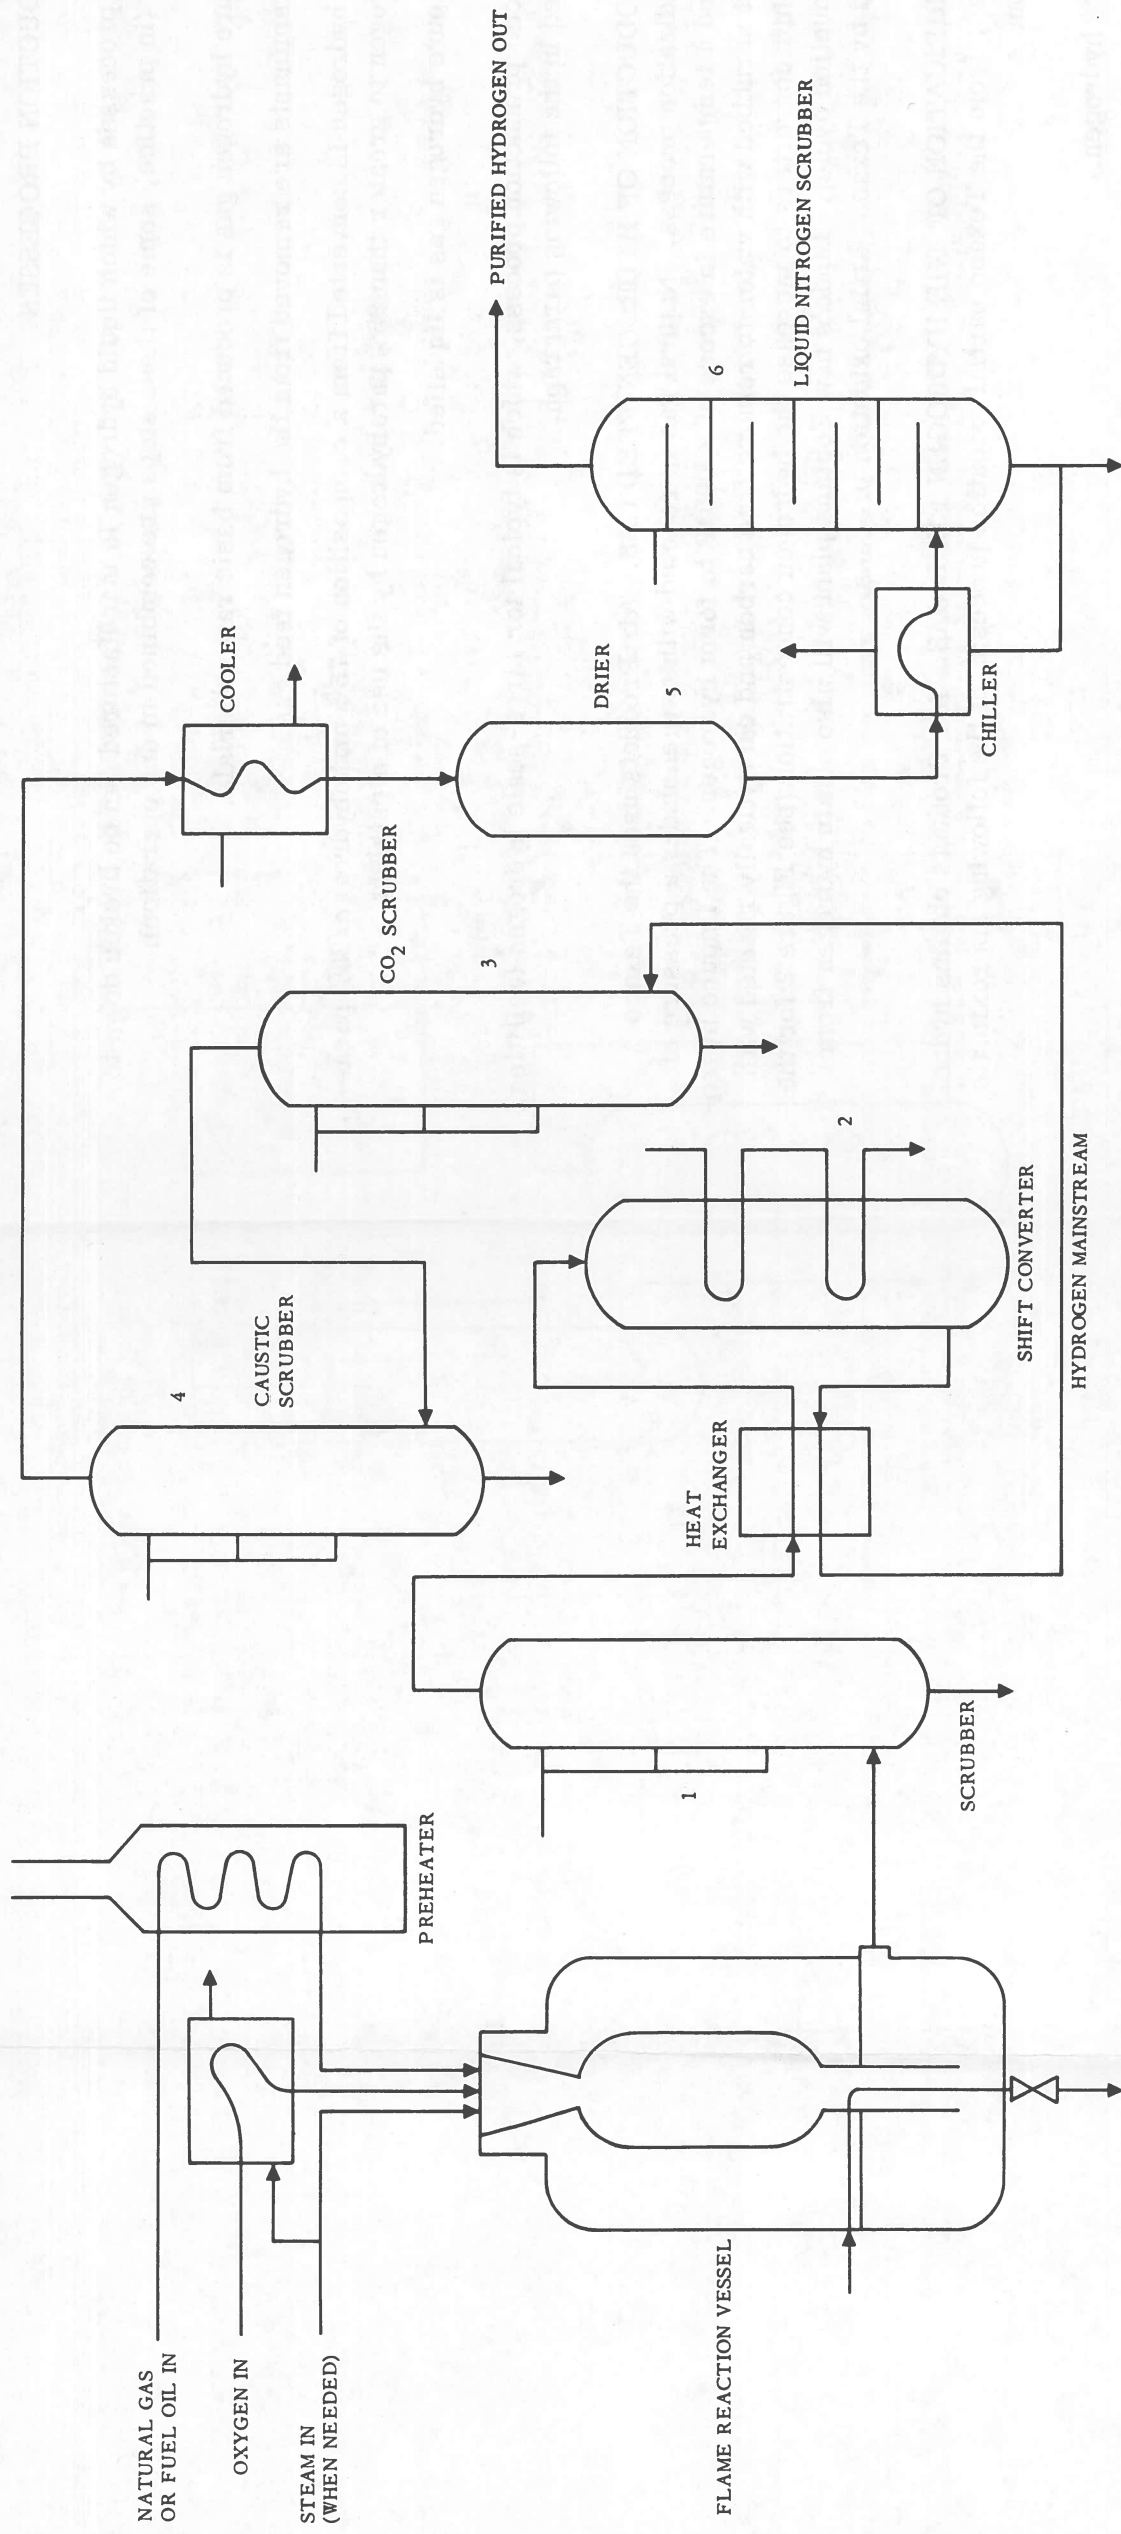 NATURAL GAS
OR FUEL OIL IN
OXYGEN IN
STEAM IN
(WHEN NEEDED)
PREHEATER
FLAME REACTION VESSEL
1
SCRUBBER
HEAT
EXCHANGER
4
CAUSTIC
SCRUBBER
2
SHIFT CONVERTER
HYDROGEN MAINSTREAM
CO2 SCRUBBER
3
COOLER
DRIER
5
CHILLER
6
LIQUID NITROGEN SCRUBBER
PURIFIED HYDROGEN OUT